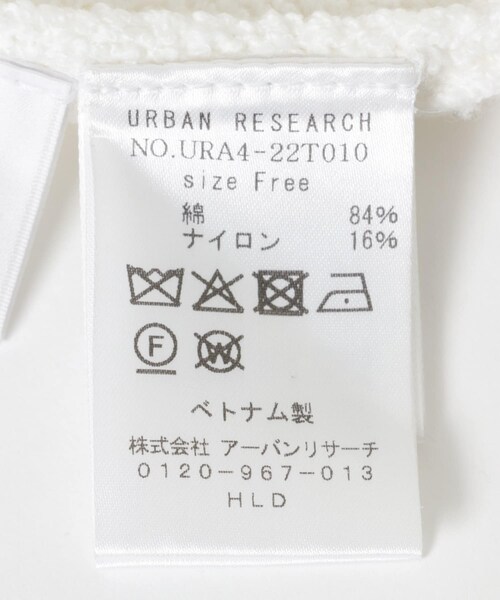 URBAN RESEARCH
NO.URA4-22T010
size Free
綿 84%
ナイロン 16%
F W
ベトナム製
株式会社 アーバンリサーチ
0120-967-013
HLD